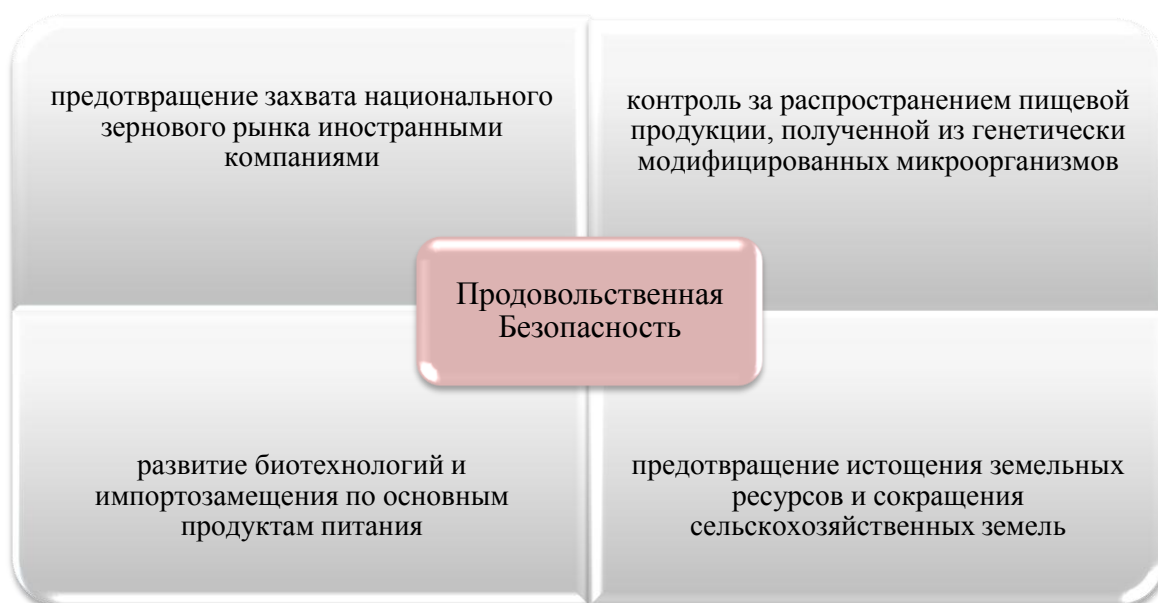 предотвращение захвата национального
зернового рынка иностранными
компаниями
контроль за распространением пищевой
продукции, полученной из генетически
модифицированных микроорганизмов
Продовольственная
Безопасность
развитие биотехнологий и
импортозамещения по основным
продуктам питания
предотвращение истощения земельных
ресурсов и сокращения
сельскохозяйственных земель